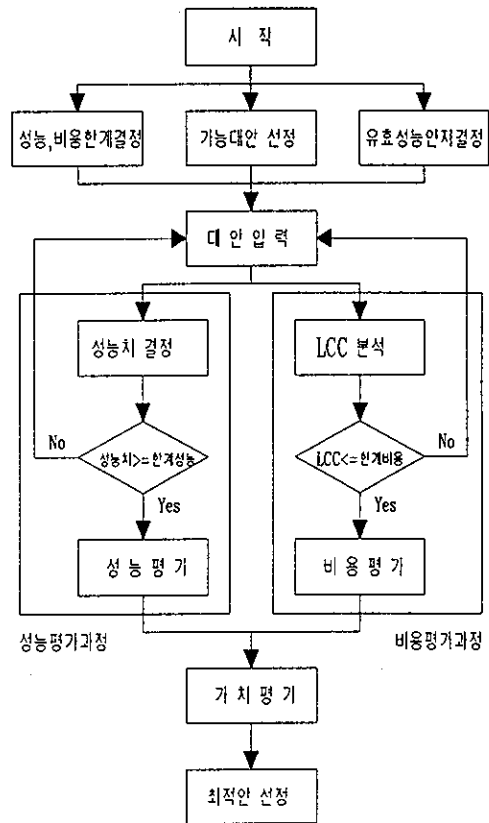 시 작
성능,비용한계결정
가능대안 선정
유효성능인자결정
대 안 입 력
성능치 결정
LCC 분석
No
성능치>=한계성능
LCC<=한계비용
No
Yes
Yes
성 능 평 가
비 용 평 가
성능평가과정
비용평가과정
가 치 평 가
최적안 선정